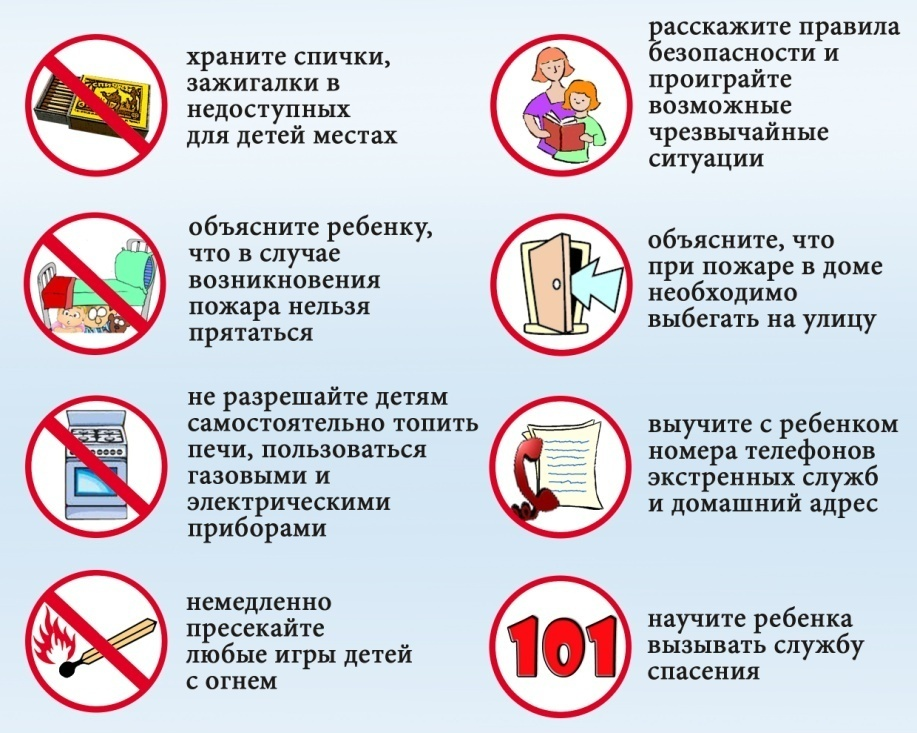 храните спички,
зажигалки в
недоступных
для детей местах
объясните ребенку,
что в случае
возникновения
пожара нельзя
прятаться
не разрешайте детям
самостоятельно топить
печи, пользоваться
газовыми и
электрическими
приборами
немедленно
пресекайте
любые игры детей
с огнем
расскажите правила
безопасности и
проиграйте
возможные
чрезвычайные
ситуации
объясните, что
при пожаре в доме
необходимо
выбегать на улицу
выучите с ребенком
номера телефонов
экстренных служб
и домашний адрес
101
научите ребенка
вызывать службу
спасения